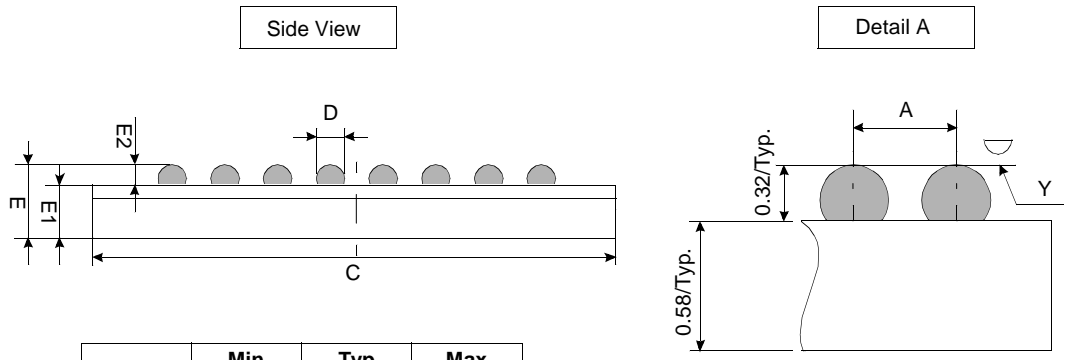 Side View
Detail A
D
E2
E
E1
C
A
0.32/Typ.
Y
0.58/Typ.
Min Typ Max